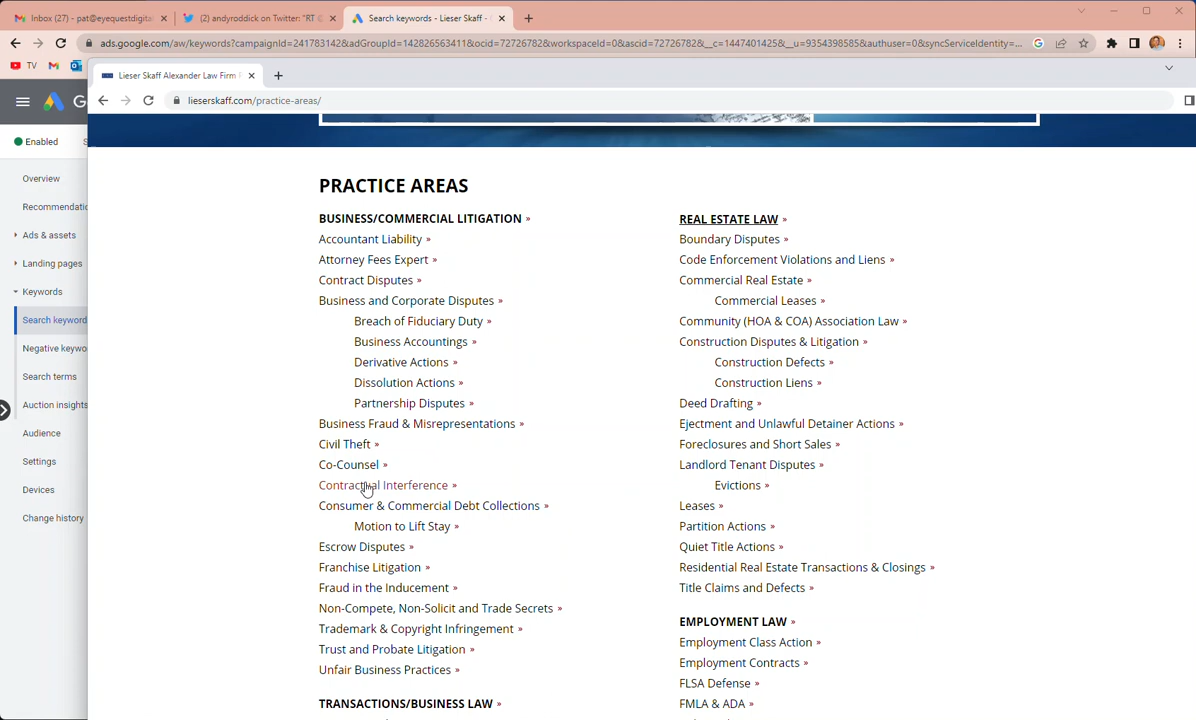 Inbox (27) - pat@eyequestdigita
(2) andyroddick on Twitter: "RT ©
Search keywords - Lieser Skaff -
ads.google.com/aw/keywords?campaignId=241783142&adGroupId=142826563411&ocid=72726782&workspaceId=0&ascid=72726782&__c=1447401425&__u=9354398585&authuser=0&syncServiceIdentity=...
TV
Lieser Skaff Alexander Law Firm P
lieserskaff.com/practice-areas/
G
Enabled
Overview
Recommendatio
Ads & assets
Landing pages
Keywords
Search keyword
Negative keywo
Search terms
Auction insights
Audience
Settings
Devices
Change history
PRACTICE AREAS
BUSINESS/COMMERCIAL LITIGATION »
Accountant Liability »
Attorney Fees Expert »
Contract Disputes »
Business and Corporate Disputes »
Breach of Fiduciary Duty »
Business Accountings »
Derivative Actions »
Dissolution Actions »
Partnership Disputes »
Business Fraud & Misrepresentations »
Civil Theft »
Co-Counsel »
Contractual Interference »
Consumer & Commercial Debt Collections »
Motion to Lift Stay »
Escrow Disputes »
Franchise Litigation »
Fraud in the Inducement »
Non-Compete, Non-Solicit and Trade Secrets »
Trademark & Copyright Infringement »
Trust and Probate Litigation »
Unfair Business Practices »
TRANSACTIONS/BUSINESS LAW »
REAL ESTATE LAW »
Boundary Disputes »
Code Enforcement Violations and Liens »
Commercial Real Estate »
Commercial Leases »
Community (HOA & COA) Association Law »
Construction Disputes & Litigation »
Construction Defects »
Construction Liens »
Deed Drafting »
Ejectment and Unlawful Detainer Actions »
Foreclosures and Short Sales »
Landlord Tenant Disputes »
Evictions »
Leases »
Partition Actions »
Quiet Title Actions »
Residential Real Estate Transactions & Closings »
Title Claims and Defects »
EMPLOYMENT LAW »
Employment Class Action »
Employment Contracts »
FLSA Defense »
FMLA & ADA »